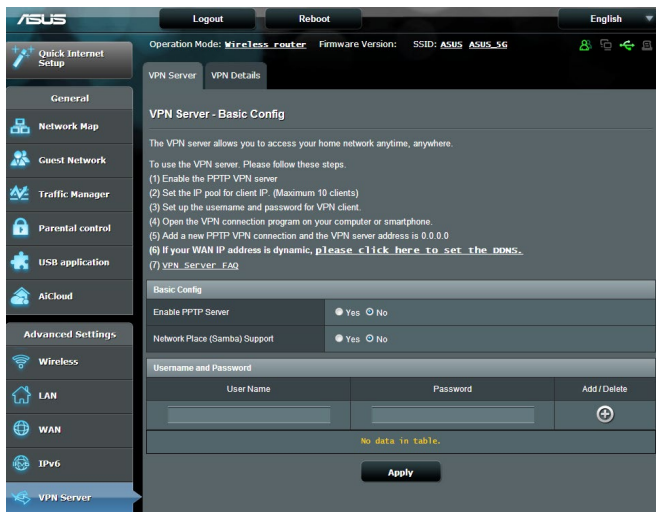 ASUS
Logout
Reboot
English
Quick Internet
Setup
Operation Mode: Wireless router Firmware Version: SSID: ASUS ASUS_5G
VPN Server
VPN Details
General
Network Map
Guest Network
Traffic Manager
Parental control
USB application
AiCloud
Advanced Settings
Wireless
LAN
WAN
IPv6
VPN Server
VPN Server - Basic Config
The VPN server allows you to access your home network anytime, anywhere.
To use the VPN server. Please follow these steps.
(1) Enable the PPTP VPN server
(2) Set the IP pool for client IP. (Maximum 10 clients)
(3) Set up the username and password for VPN client.
(4) Open the VPN connection program on your computer or smartphone.
(5) Add a new PPTP VPN connection and the VPN server address is 0.0.0.0
(6) If your WAN IP address is dynamic, please click here to set the DDNS.
(7) VPN Server FAQ
Basic Config
Enable PPTP Server Yes No
Network Place (Samba) Support Yes No
Username and Password
User Name Password Add / Delete
No data in table.
Apply